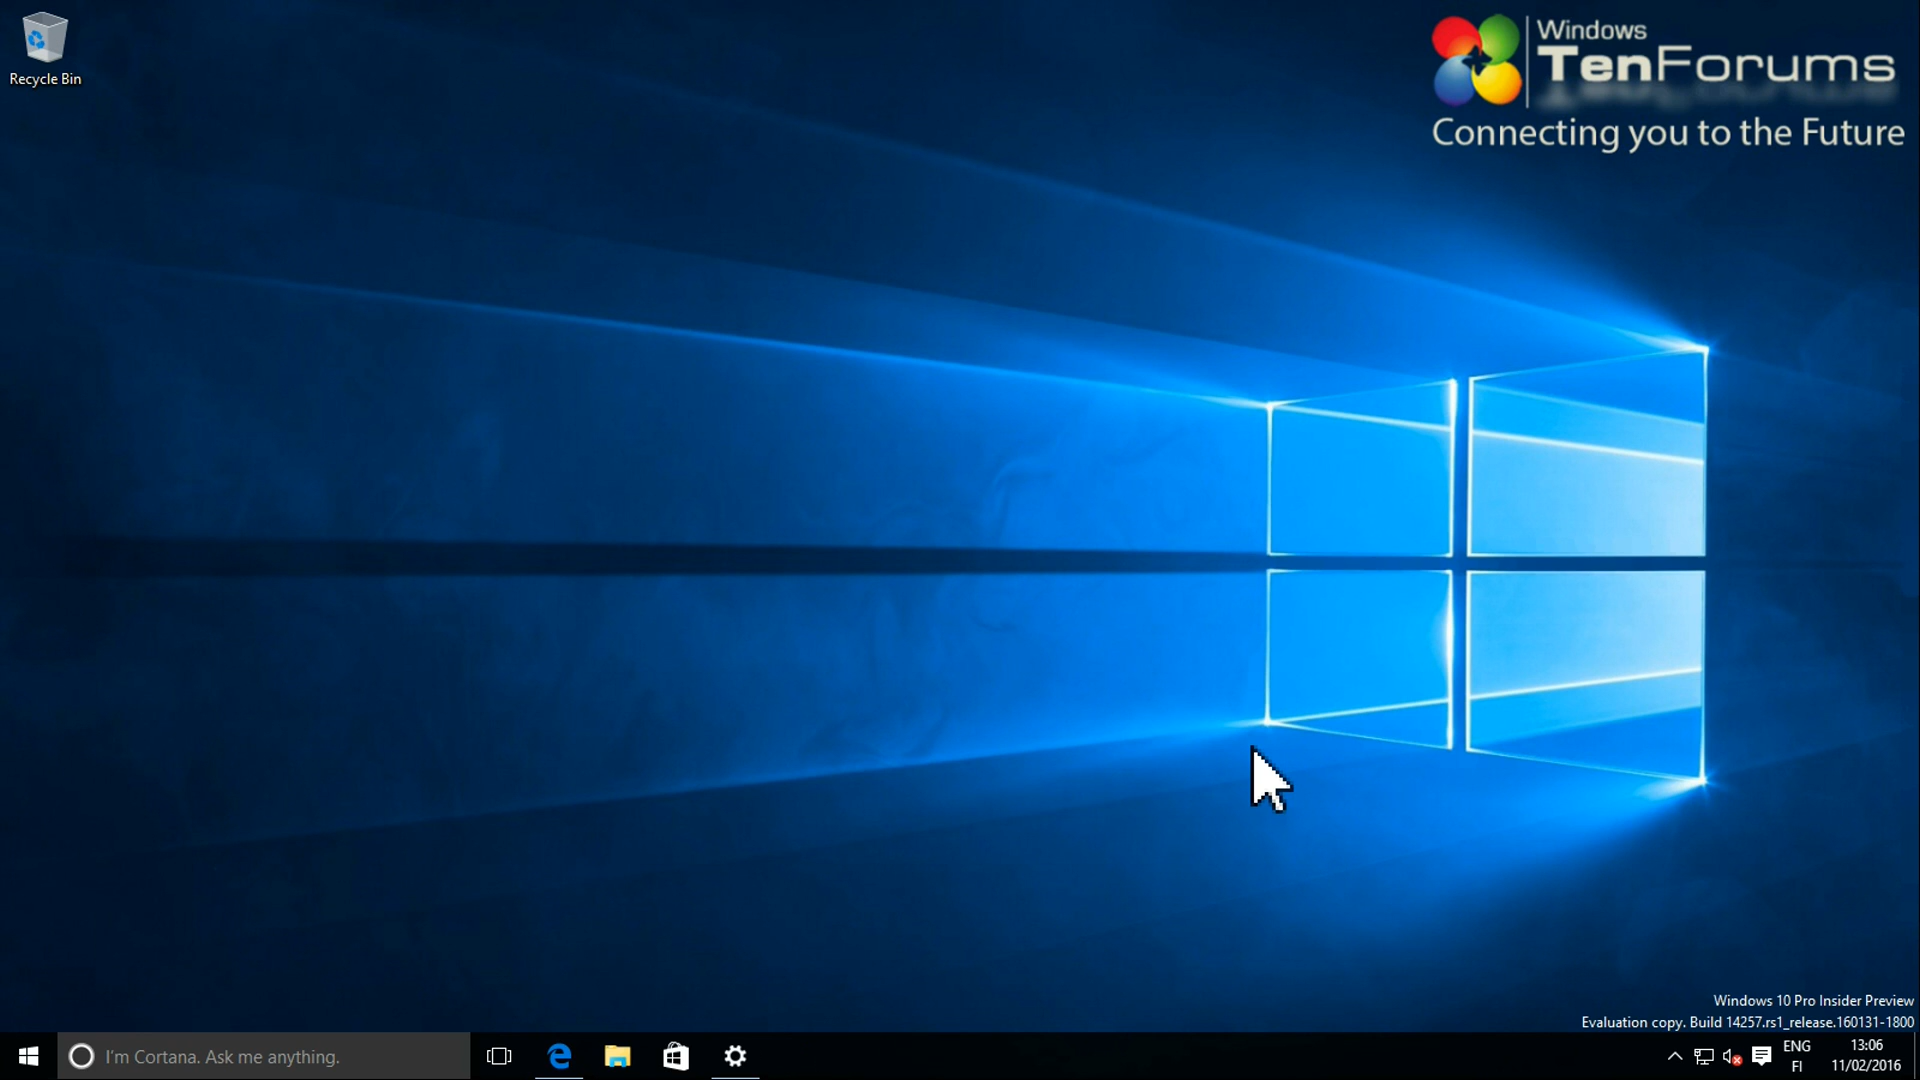 Recycle Bin
Windows
TenForums
Connecting you to the Future
Windows 10 Pro Insider Preview
Evaluation copy. Build 14257.rs1_release.160131-1800
I'm Cortana. Ask me anything.
ENG
FI
13:06
11/02/2016